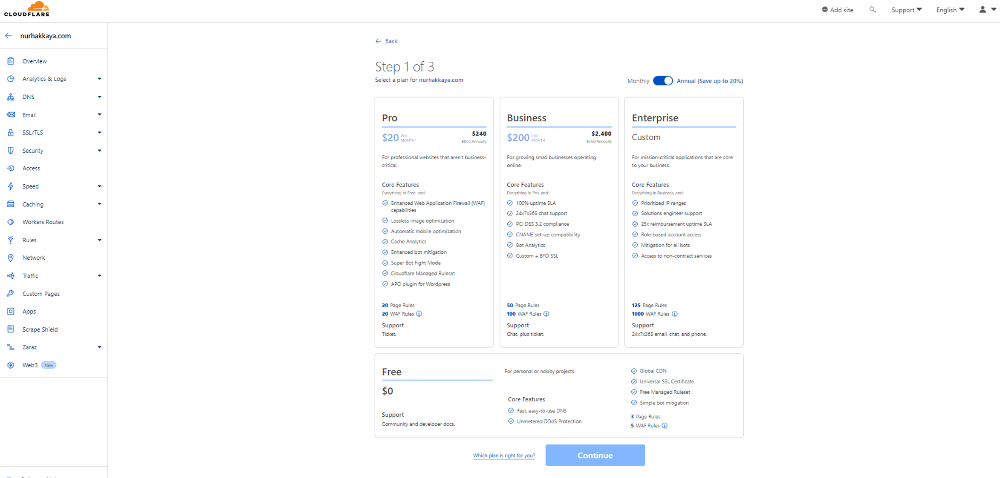 CLOUDFLARE
Add site
Support
English
nurhakkaya.com
Overview
Analytics & Logs
DNS
Email
SSL/TLS
Security
Access
Speed
Caching
Workers Routes
Rules
Network
Traffic
Custom Pages
Apps
Scrape Shield
Zaraz
Web3 New
Back
Step 1 of 3
Select a plan for nurhakkaya.com
Monthly Annual (Save up to 20%)
Pro
$20 PER MONTH
$240
Billed Annually
For professional websites that aren't business-
critical.
Core Features
Everything in Free, and:
Enhanced Web Application Firewall (WAF)
capabilities
Lossless image optimization
Automatic mobile optimization
Cache Analytics
Enhanced bot mitigation
Super Bot Fight Mode
Cloudflare Managed Ruleset
APO plugin for Wordpress
20 Page Rules
20 WAF Rules
Support
Ticket.
Business
$200 PER MONTH
$2,400
Billed Annually
For growing small businesses operating
online.
Core Features
Everything in Pro, and:
100% uptime SLA
24x7x365 chat support
PCI DSS 3.2 compliance
CNAME set-up compatibility
Bot Analytics
Custom + BYO SSL
50 Page Rules
100 WAF Rules
Support
Chat, plus ticket.
Enterprise
Custom
For mission-critical applications that are core
to your business.
Core Features
Everything in Business, and:
Prioritized IP ranges
Solutions engineer support
25x reimbursement uptime SLA
Role-based account access
Mitigation for all bots
Access to non-contract services
125 Page Rules
1000 WAF Rules
Support
24x7x365 email, chat, and phone.
Free
$0
Support
Community and developer docs.
For personal or hobby projects.
Core Features
Fast, easy-to-use DNS
Unmetered DDoS Protection
Global CDN
Universal SSL Certificate
Free Managed Ruleset
Simple bot mitigation
3 Page Rules
5 WAF Rules
Which plan is right for you?
Continue